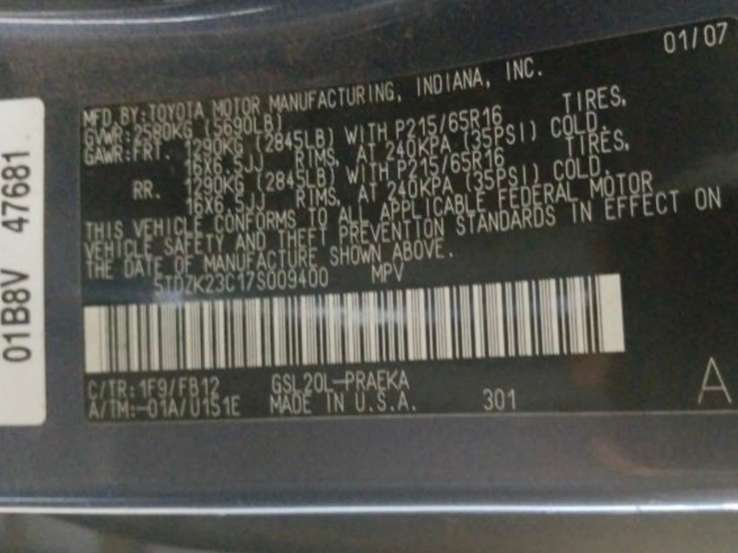 01/07
MFD.BY:TOYOTA MOTOR MANUFACTURING, INDIANA, INC.
GVWR:2580KG (5690LB)
GAWR:FRT. 1290KG (2845LB) WITH P215/65R16 TIRES,
16X6.5JJ RIMS, AT 240KPA (35PSI) COLD.
RR. 1290KG (2845LB) WITH P215/65R16 TIRES,
16X6.5JJ RIMS, AT 240KPA (35PSI) COLD.
THIS VEHICLE CONFORMS TO ALL APPLICABLE FEDERAL MOTOR
VEHICLE SAFETY AND THEFT PREVENTION STANDARDS IN EFFECT ON
THE DATE OF MANUFACTURE SHOWN ABOVE.
5TDZK23C17S009400 MPV
C/TR:1F9/FB12 GSL20L-PRAEKA
A/TM:-01A/U151E MADE IN U.S.A. 301
A
01B8V 47681